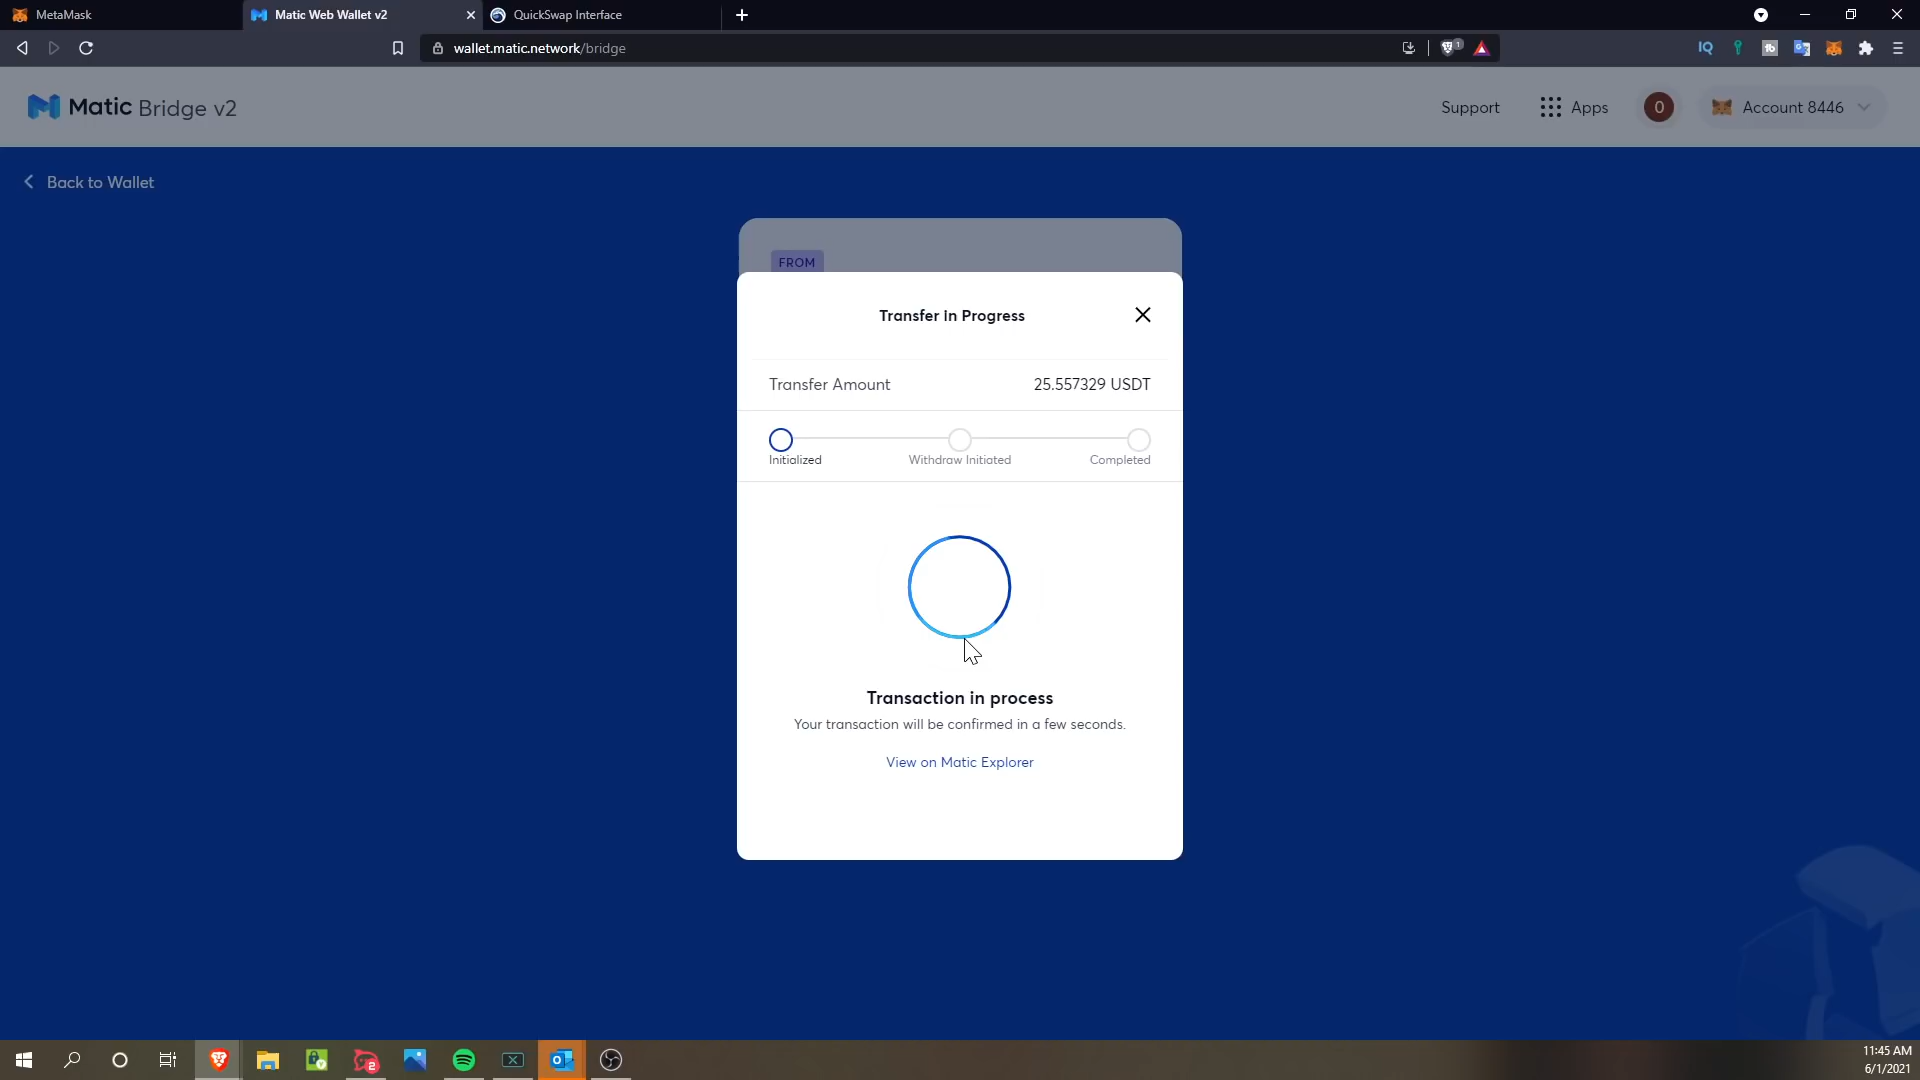 MetaMask
Matic Web Wallet v2
QuickSwap Interface
wallet.matic.network/bridge
1
IQ
Matic Bridge v2
Support
Apps
0
Account 8446
Back to Wallet
FROM
Transfer in Progress
Transfer Amount
25.557329 USDT
Initialized
Withdraw Initiated
Completed
Transaction in process
Your transaction will be confirmed in a few seconds.
View on Matic Explorer
2
11:45 AM
6/1/2021